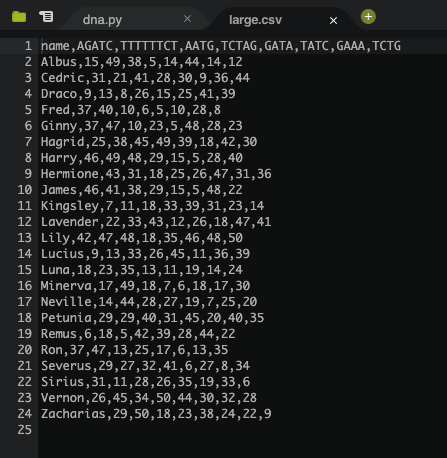 dna.py
large.csv
1 name,AGATC,TTTTTTCT,AATG,TCTAG,GATA,TATC,GAAA,TCTG
2 Albus,15,49,38,5,14,44,14,12
3 Cedric,31,21,41,28,30,9,36,44
4 Draco,9,13,8,26,15,25,41,39
5 Fred,37,40,10,6,5,10,28,8
6 Ginny,37,47,10,23,5,48,28,23
7 Hagrid,25,38,45,49,39,18,42,30
8 Harry,46,49,48,29,15,5,28,40
9 Hermione,43,31,18,25,26,47,31,36
10 James,46,41,38,29,15,5,48,22
11 Kingsley,7,11,18,33,39,31,23,14
12 Lavender,22,33,43,12,26,18,47,41
13 Lily,42,47,48,18,35,46,48,50
14 Lucius,9,13,33,26,45,11,36,39
15 Luna,18,23,35,13,11,19,14,24
16 Minerva,17,49,18,7,6,18,17,30
17 Neville,14,44,28,27,19,7,25,20
18 Petunia,29,29,40,31,45,20,40,35
19 Remus,6,18,5,42,39,28,44,22
20 Ron,37,47,13,25,17,6,13,35
21 Severus,29,27,32,41,6,27,8,34
22 Sirius,31,11,28,26,35,19,33,6
23 Vernon,26,45,34,50,44,30,32,28
24 Zacharias,29,50,18,23,38,24,22,9
25